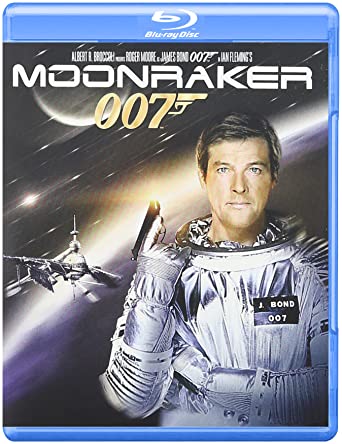 Blu-ray Disc
ALBERT R. BROCCOLI PRESENTS ROGER MOORE AS JAMES BOND 007 IN IAN FLEMING'S
MOONRAKER
007
J. BOND
007